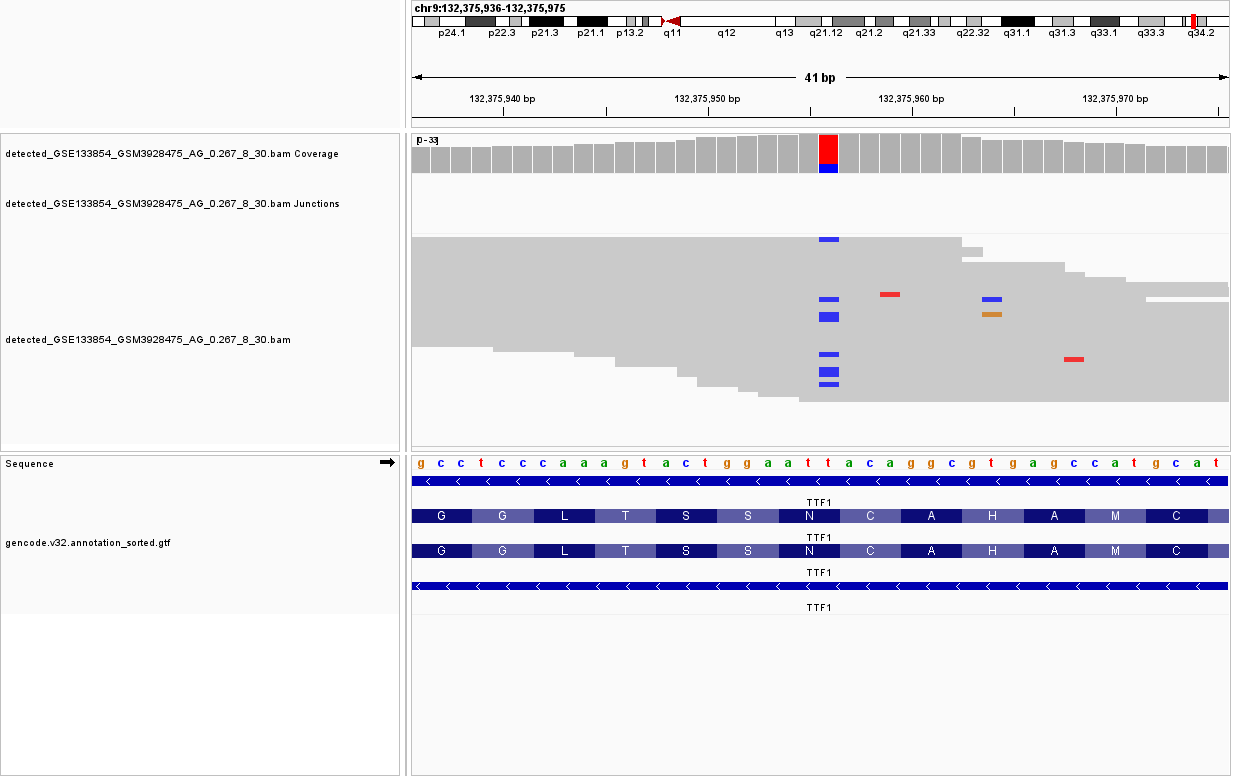 chr9:132,375,936-132,375,975
p24.1 p22.3 p21.3 p21.1 p13.2 q11 q12 q13 q21.12 q21.2 q21.33 q22.32 q31.1 q31.3 q33.1 q33.3 q34.2
41 bp
132,375,940 bp 132,375,950 bp 132,375,960 bp 132,375,970 bp
[0 - 33]
detected_GSE133854_GSM3928475_AG_0.267_8_30.bam Coverage
detected_GSE133854_GSM3928475_AG_0.267_8_30.bam Junctions
detected_GSE133854_GSM3928475_AG_0.267_8_30.bam
Sequence
g c c t c c c a a a g t a c t g g a a t t a c a g g c g t g a g c c a t g c a t
TTF1
G G L T S S N C A H A M C
TTF1
gencode.v32.annotation_sorted.gtf
G G L T S S N C A H A M C
TTF1
TTF1